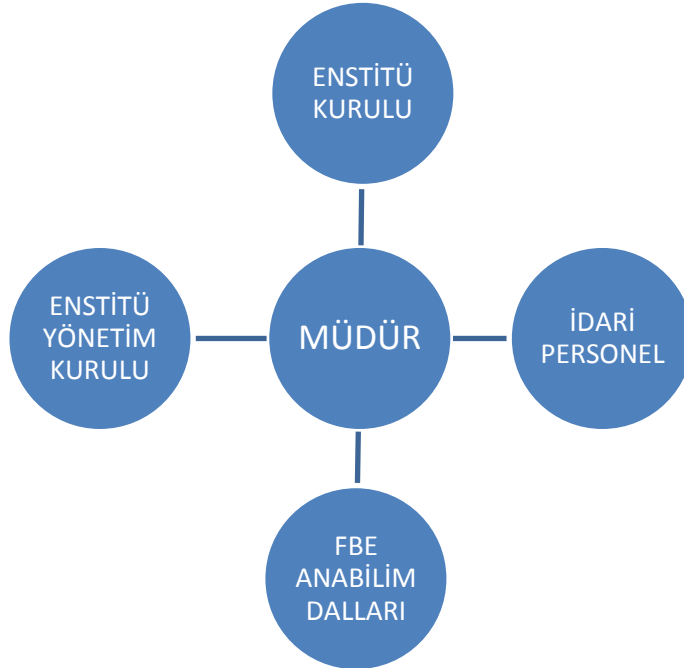 ENSTİTÜ
KURULU
ENSTİTÜ
YÖNETİM
KURULU
MÜDÜR
İDARİ
PERSONEL
FBE
ANABİLİM
DALLARI